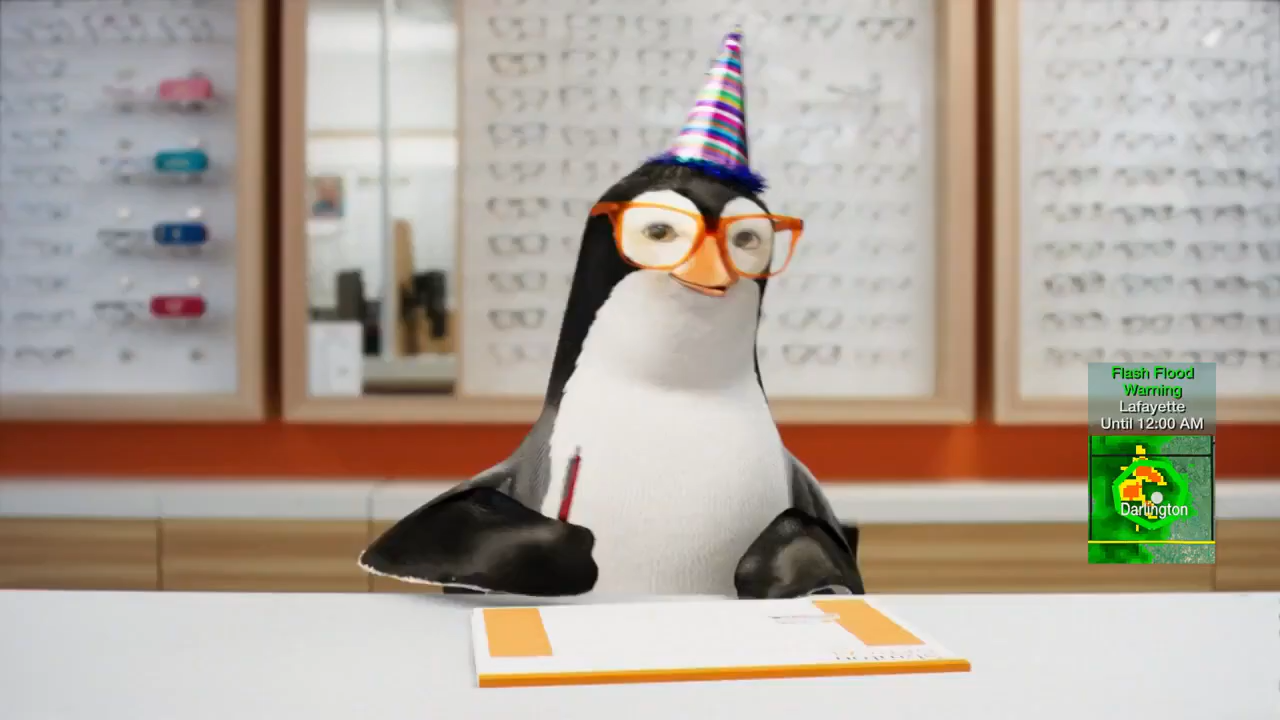 Flash Flood
Warning
Lafayette
Until 12:00 AM
Darlington